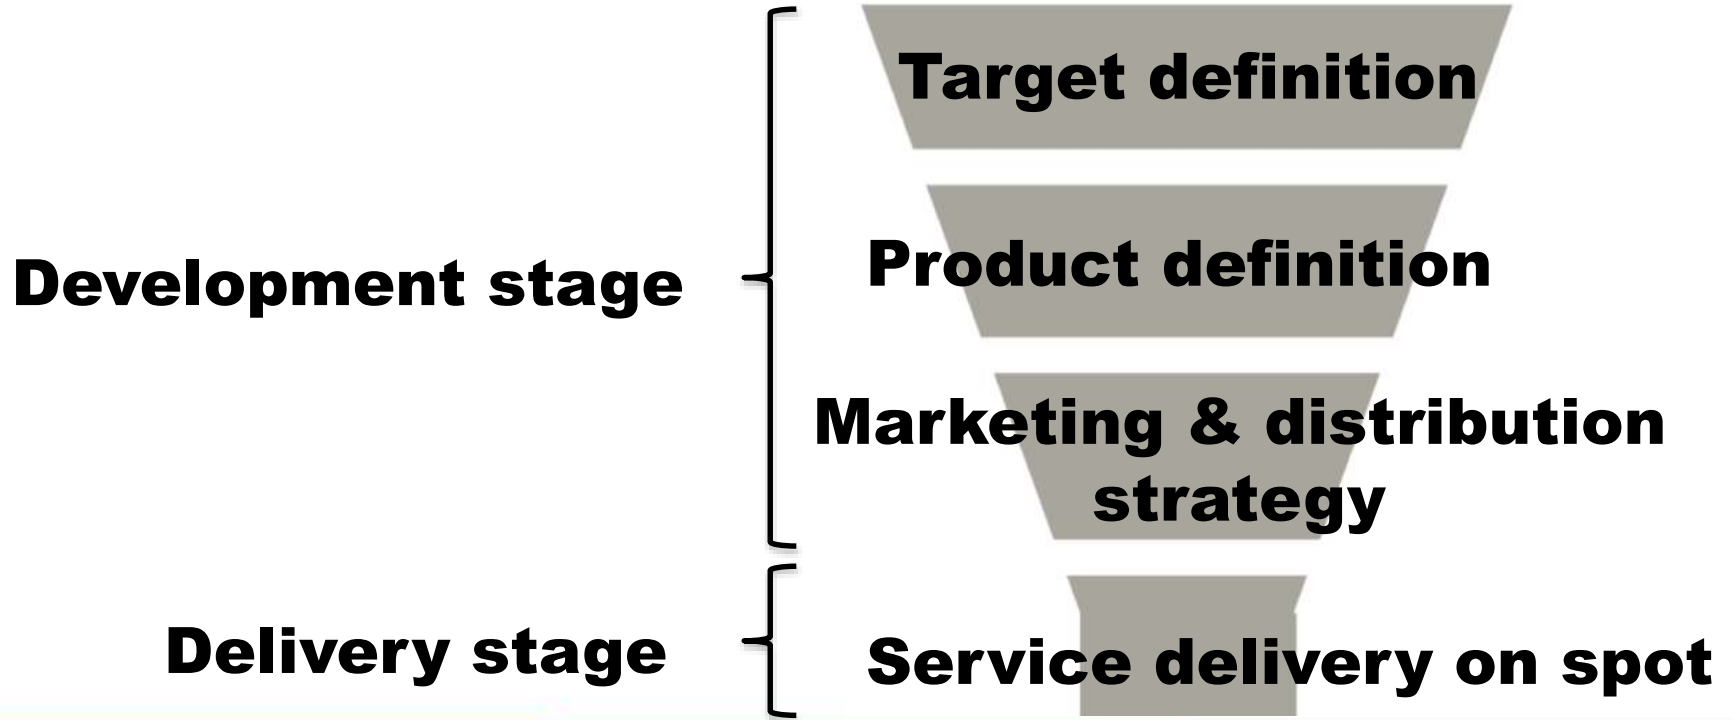 Target definition
Product definition
Development stage
Marketing & distribution
strategy
Delivery stage
Service delivery on spot